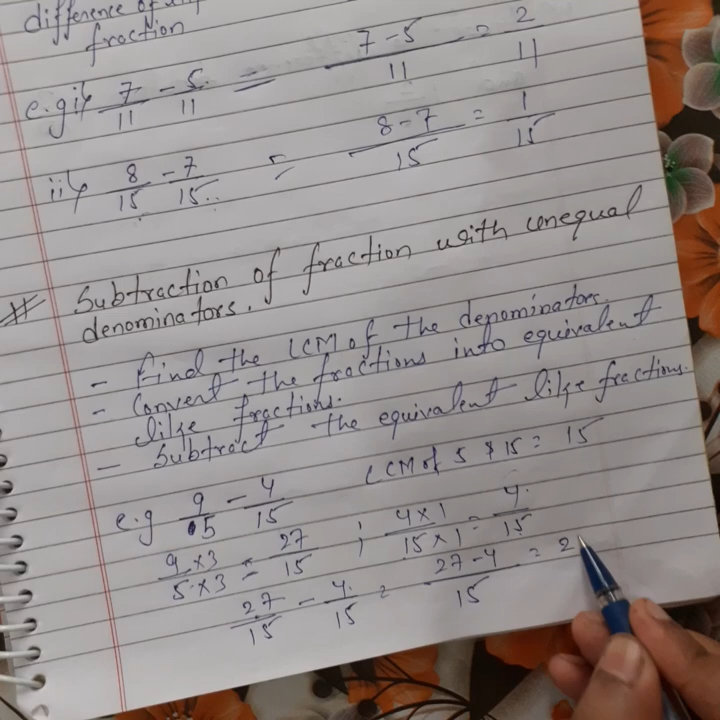 difference of
fraction
e.g i) 7/11 - 5/11 = 7-5/11 = 2/11
ii) 8/15 - 7/15 = 8-7/15 = 1/15
# Subtraction of fraction with unequal
denominators.
- Find the LCM of the denominators.
- Convert the fractions into equivalent
like fractions.
- Subtract the equivalent like fractions.
LCM of 5 & 15 = 15
e.g 9/5 - 4/15
9×3/5×3 = 27/15 ; 4×1/15×1 = 4/15
27/15 - 4/15 = 27-4/15 = 2